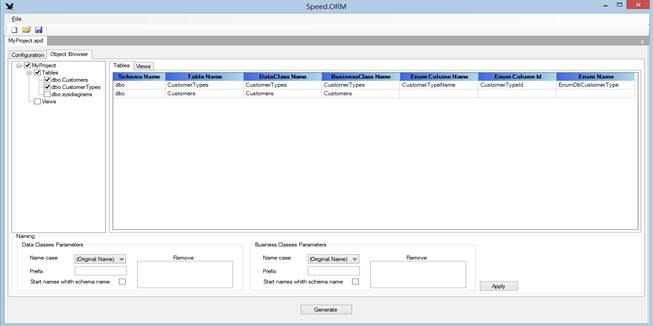 Speed.ORM
File
MyProject.spd
Configuration Object Browser
MyProject
Tables
dbo.Customers
dbo.CustomerTypes
dbo.sysdiagrams
Views
Tables Views
Schema Name Table Name DataClass Name BusinessClass Name Enum Column Name Enum Column Id Enum Name
dbo CustomerTypes CustomerTypes CustomerTypes CustomerTypeName CustomerTypeId EnumDbCustomerType
dbo Customers Customers Customers
Naming
Data Classes Parameters
Name case (Original Name) Remove
Prefix
Start names whith schema name
Business Classes Parameters
Name case (Original Name) Remove
Prefix
Start names whith schema name
Apply
Generate